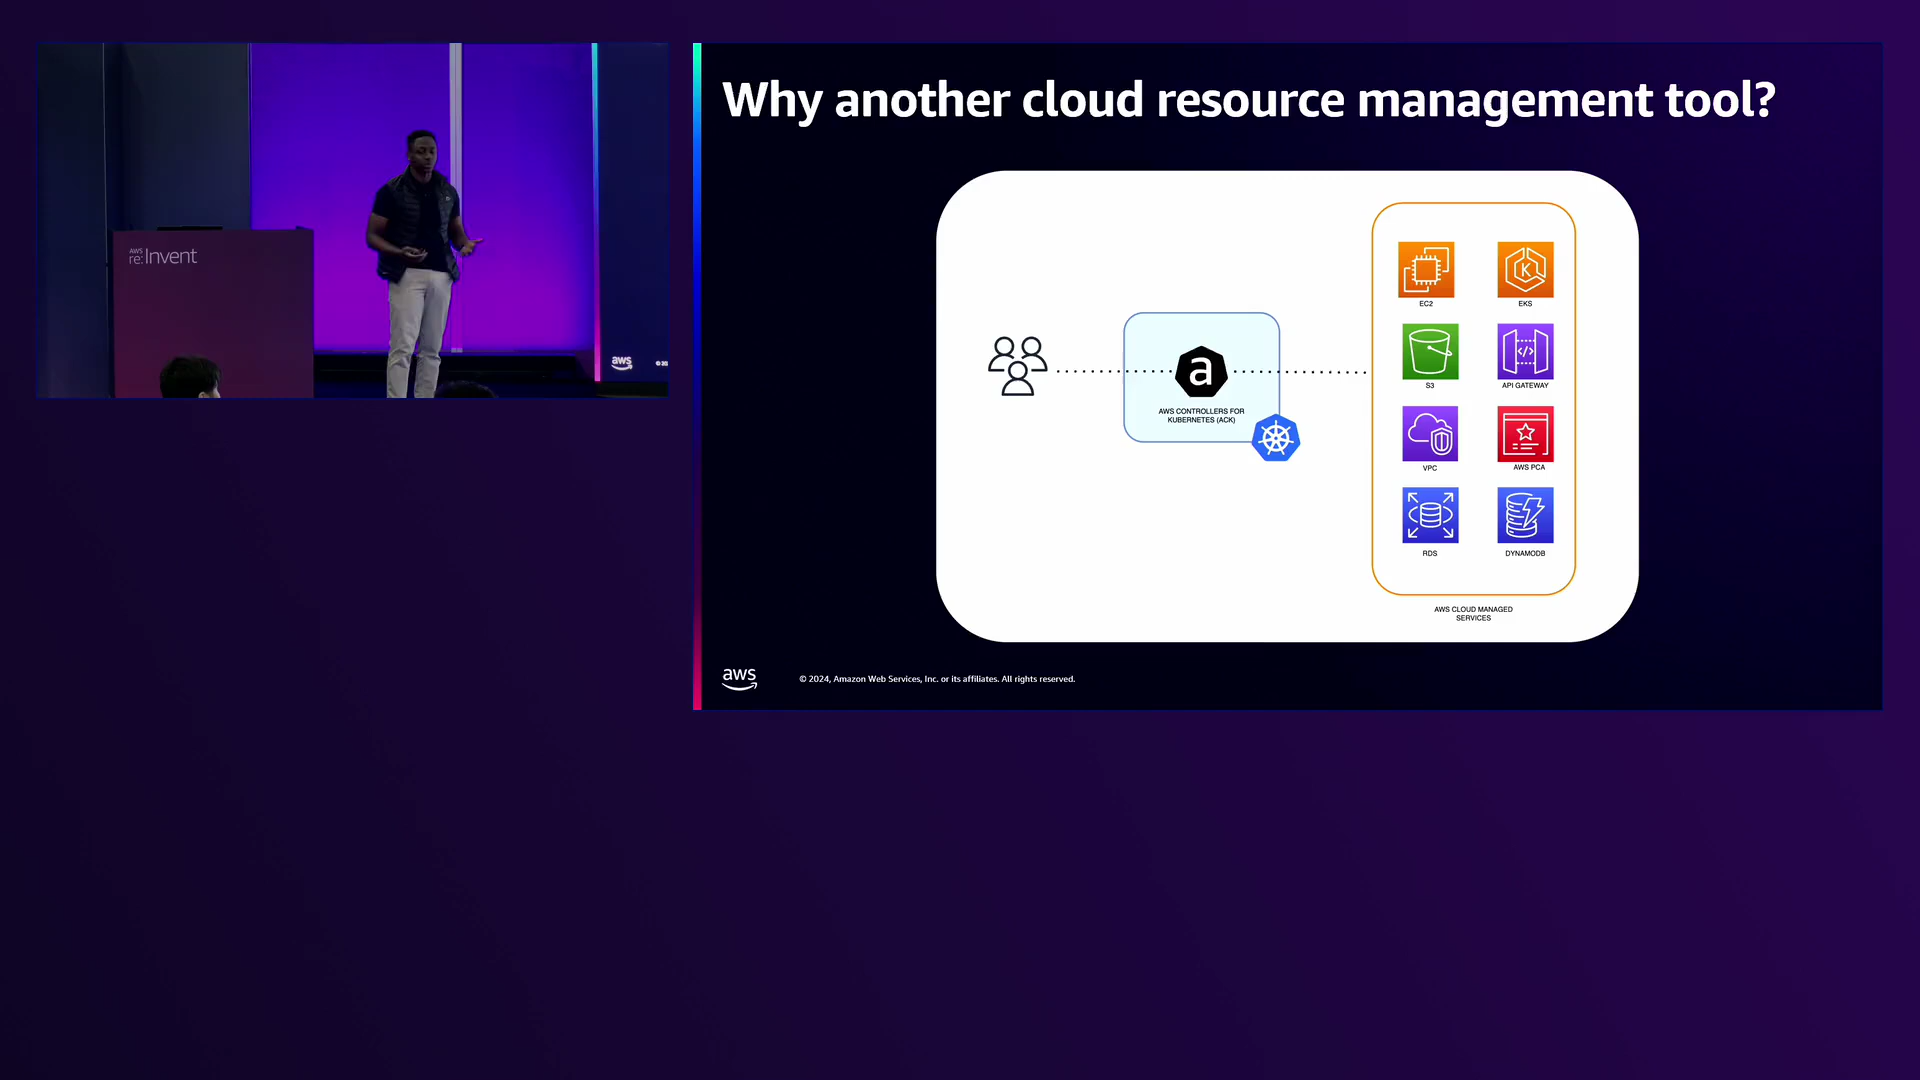 AWS
re:Invent
aws
Why another cloud resource management tool?
a
AWS CONTROLLERS FOR
KUBERNETES (ACK)
EC2
K
EKS
S3
</>
API GATEWAY
VPC
AWS PCA
RDS
DYNAMODB
AWS CLOUD MANAGED
SERVICES
aws
© 2024, Amazon Web Services, Inc. or its affiliates. All rights reserved.